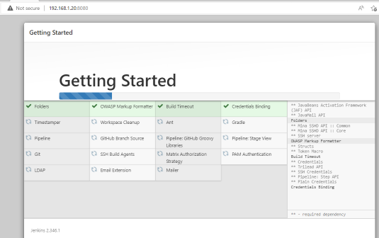 Not secure | 192.168.1.20:8080
Getting Started
Getting Started
Folders
OWASP Markup Formatter
Build Timeout
Credentials Binding
Timestamper
Workspace Cleanup
Ant
Gradle
Pipeline
GitHub Branch Source
Pipeline: GitHub Groovy Libraries
Pipeline: Stage View
Git
SSH Build Agents
Matrix Authorization Strategy
PAM Authentication
LDAP
Email Extension
Mailer
** JavaBeans Activation Framework
(JAF) API
** JavaMail API
Folders
** Mina SSHD API :: Common
** Mina SSHD API :: Core
** SSH server
OWASP Markup Formatter
** Structs
** Token Macro
Build Timeout
** Credentials
** Trilead API
** SSH Credentials
** Pipeline: Step API
** Plain Credentials
Credentials Binding
** - required dependency